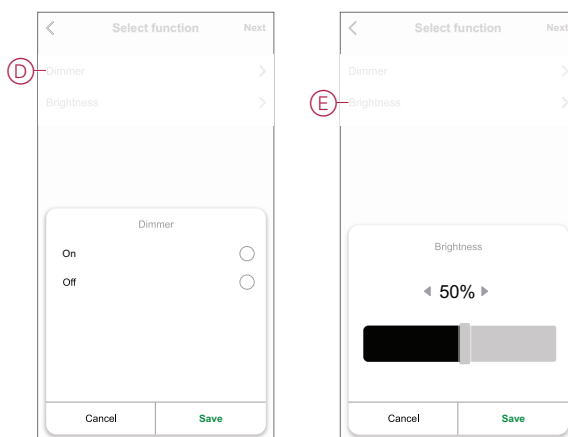 Select function Next
D
Dimmer
Brightness
Dimmer
On
Off
Cancel Save
Select function Next
Dimmer
E
Brightness
Brightness
50%
Cancel Save